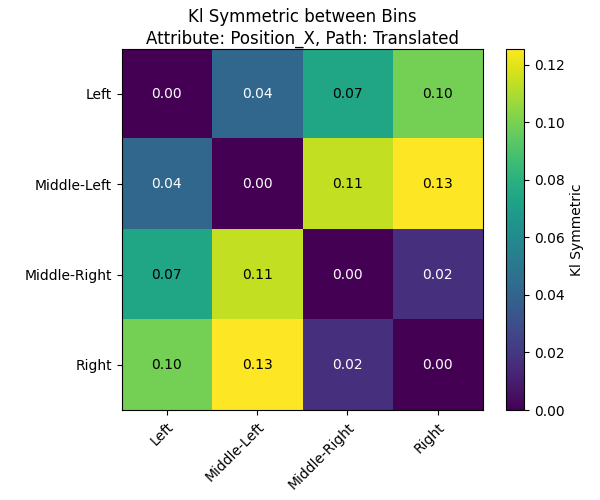 Kl Symmetric between Bins
Attribute: Position_X, Path: Translated
Left 0.00 0.04 0.07 0.10
Middle-Left 0.04 0.00 0.11 0.13
Middle-Right 0.07 0.11 0.00 0.02
Right 0.10 0.13 0.02 0.00
Left Middle-Left Middle-Right Right
0.12
0.10
0.08
0.06
0.04
0.02
0.00
Kl Symmetric